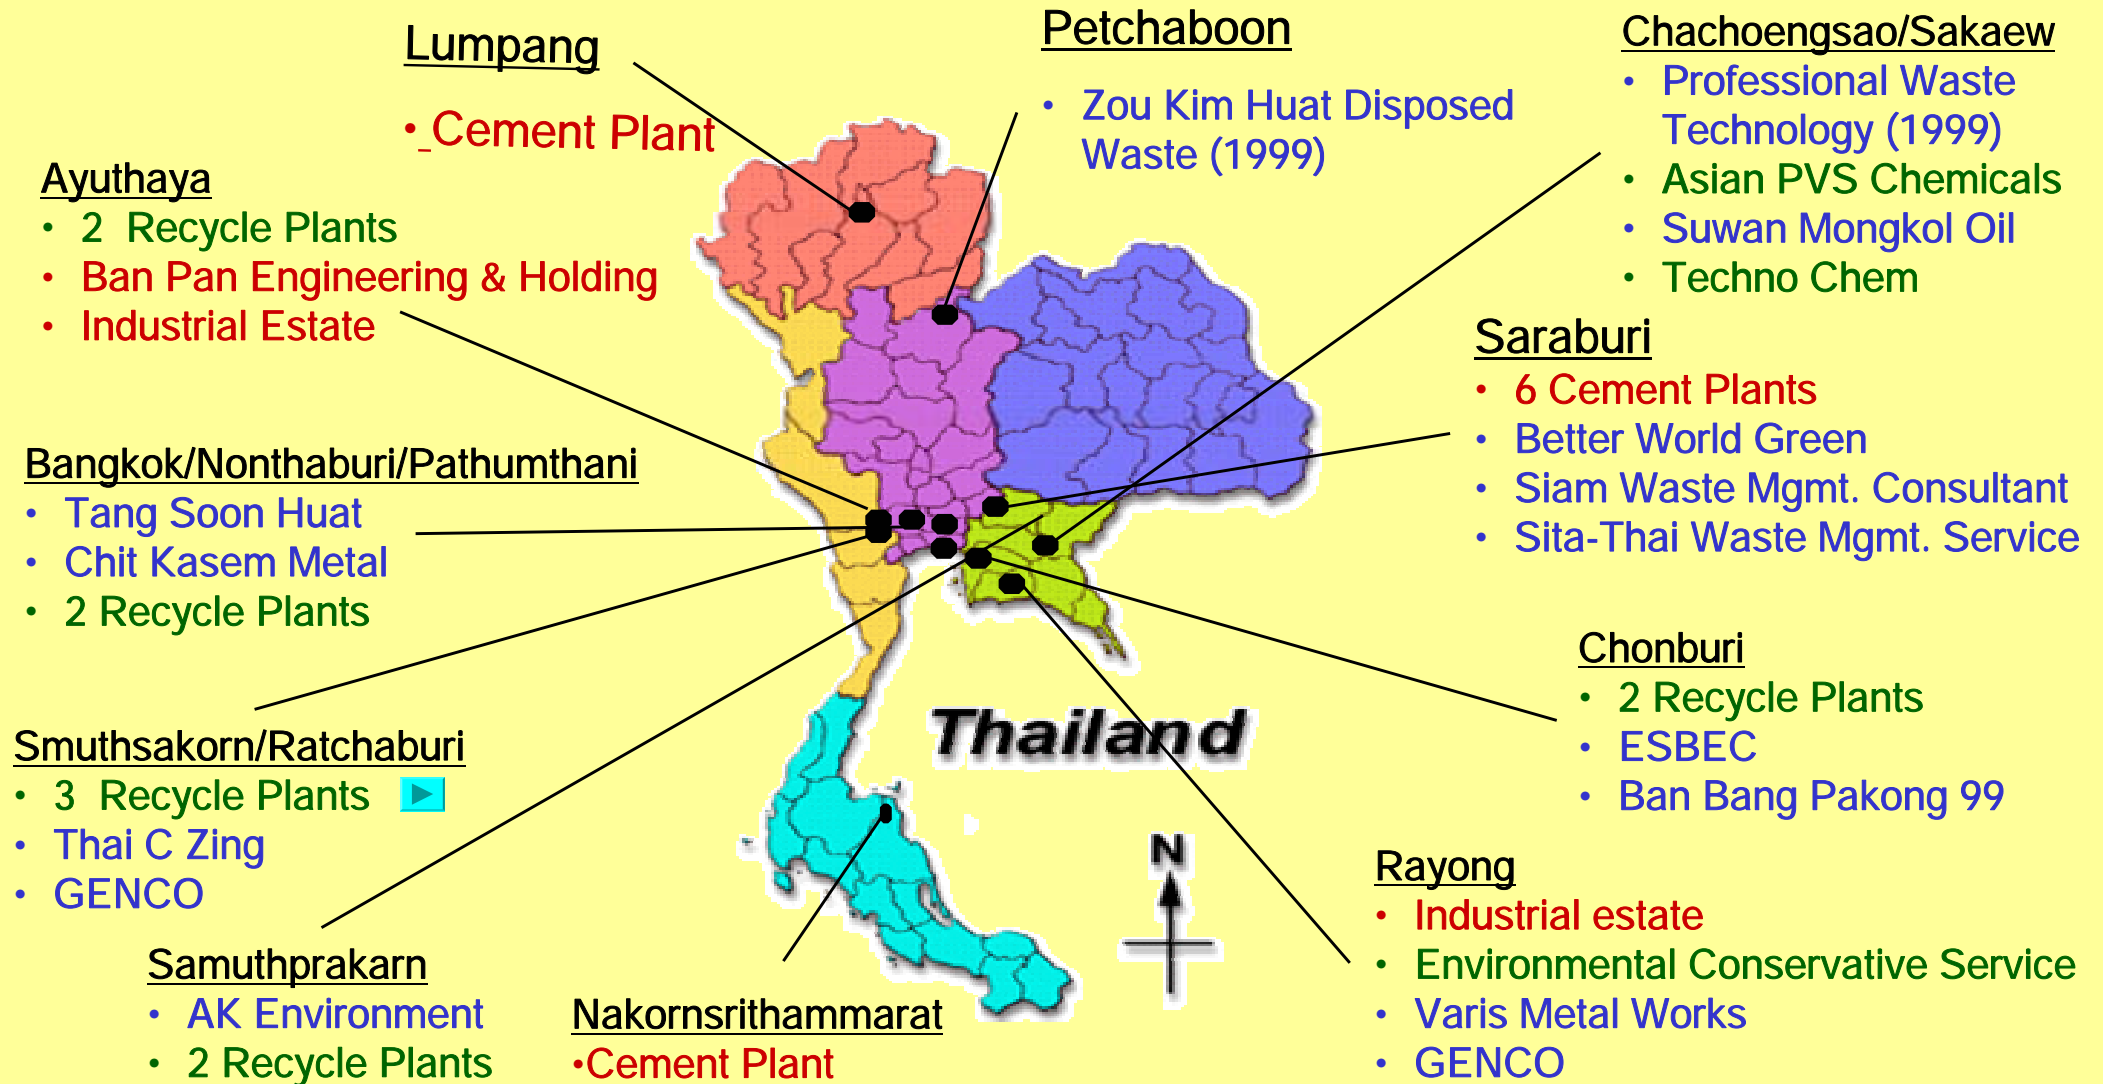 Lumpang
• Cement Plant
Petchaboon
• Zou Kim Huat Disposed
Waste (1999)
Chachoengsao/Sakaew
• Professional Waste
Technology (1999)
• Asian PVS Chemicals
• Suwan Mongkol Oil
• Techno Chem
Ayuthaya
• 2 Recycle Plants
• Ban Pan Engineering & Holding
• Industrial Estate
Saraburi
• 6 Cement Plants
• Better World Green
• Siam Waste Mgmt. Consultant
• Sita-Thai Waste Mgmt. Service
Bangkok/Nonthaburi/Pathumthani
• Tang Soon Huat
• Chit Kasem Metal
• 2 Recycle Plants
Chonburi
• 2 Recycle Plants
• ESBEC
• Ban Bang Pakong 99
Thailand
Smuthsakorn/Ratchaburi
• 3 Recycle Plants
• Thai C Zing
• GENCO
N
Rayong
• Industrial estate
• Environmental Conservative Service
• Varis Metal Works
• GENCO
Samuthprakarn
• AK Environment
• 2 Recycle Plants
Nakornsrithammarat
•Cement Plant